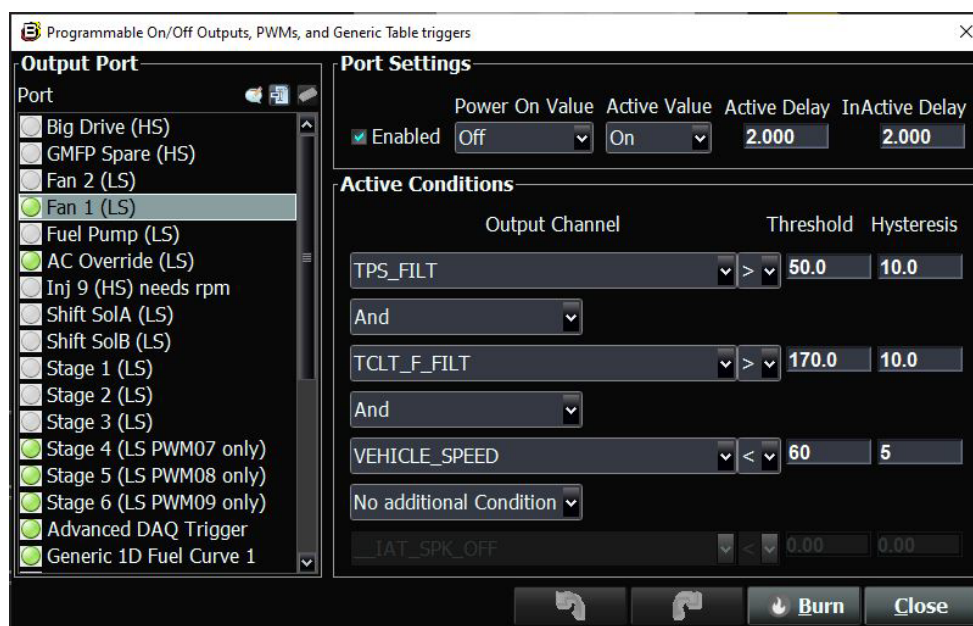 Programmable On/Off Outputs, PWMs, and Generic Table triggers
Output Port
Port
Big Drive (HS)
GMFP Spare (HS)
Fan 2 (LS)
Fan 1 (LS)
Fuel Pump (LS)
AC Override (LS)
Inj 9 (HS) needs rpm
Shift SolA (LS)
Shift SolB (LS)
Stage 1 (LS)
Stage 2 (LS)
Stage 3 (LS)
Stage 4 (LS PWM07 only)
Stage 5 (LS PWM08 only)
Stage 6 (LS PWM09 only)
Advanced DAQ Trigger
Generic 1D Fuel Curve 1
Port Settings
Power On Value Active Value Active Delay InActive Delay
Enabled Off On 2.000 2.000
Active Conditions
Output Channel Threshold Hysteresis
TPS_FILT > 50.0 10.0
And
TCLT_F_FILT > 170.0 10.0
And
VEHICLE_SPEED < 60 5
No additional Condition
__IAT_SPK_OFF < 0.00 0.00
Burn Close